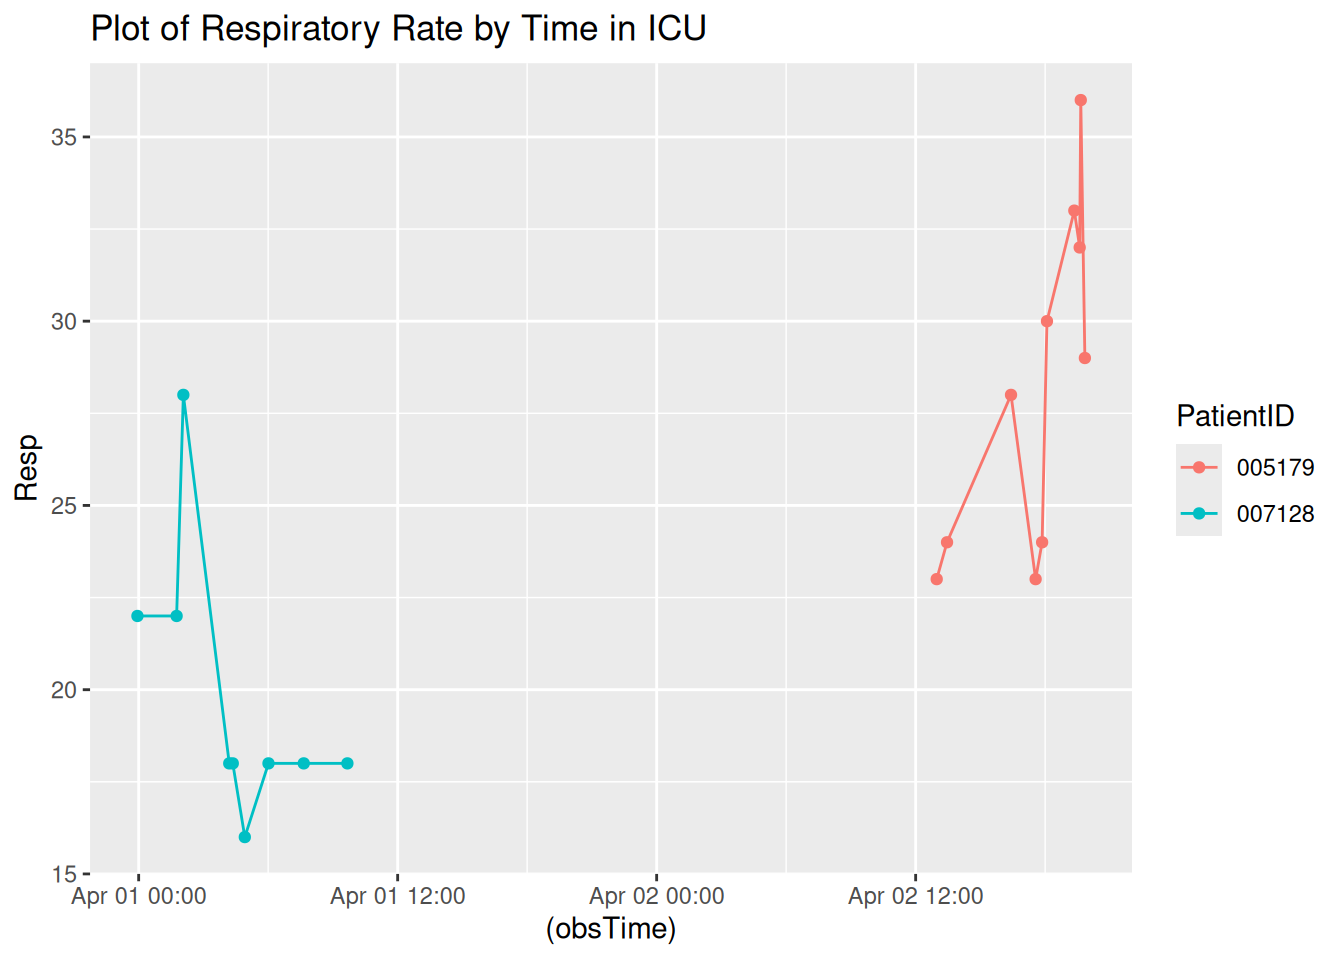 Plot of Respiratory Rate by Time in ICU
35
30
25
20
15
Resp
Apr 01 00:00 Apr 01 12:00 Apr 02 00:00 Apr 02 12:00
(obsTime)
PatientID
005179
007128